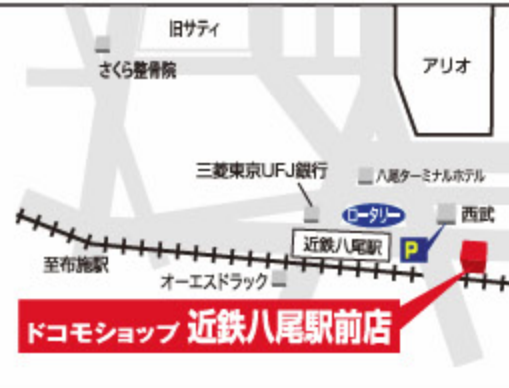 旧サティ
さくら整骨院
アリオ
三菱東京UFJ銀行
八尾ターミナルホテル
ロータリー
西武
近鉄八尾駅
P
至布施駅
オーエスドラック
ドコモショップ 近鉄八尾駅前店